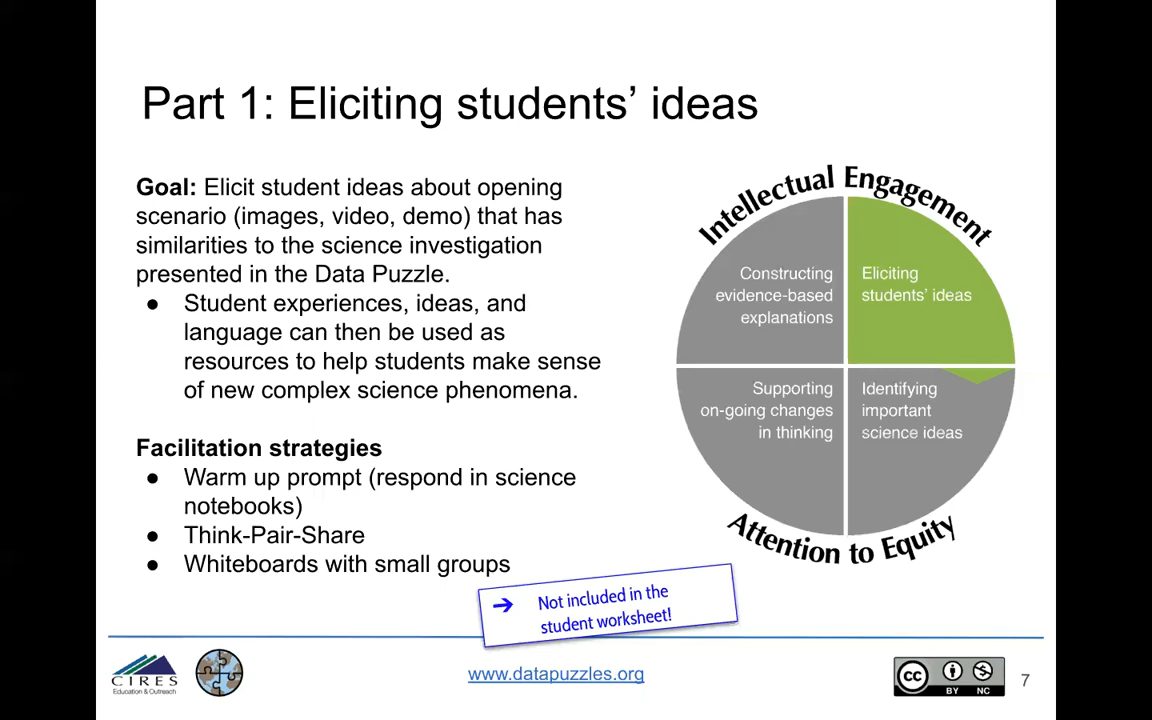 Part 1: Eliciting students’ ideas
Goal: Elicit student ideas about opening
scenario (images, video, demo) that has
similarities to the science investigation
presented in the Data Puzzle.
● Student experiences, ideas, and
language can then be used as
resources to help students make sense
of new complex science phenomena.
Facilitation strategies
● Warm up prompt (respond in science
notebooks)
● Think-Pair-Share
● Whiteboards with small groups
➔ Not included in the
student worksheet!
Intellectual Engagement
Constructing
evidence-based
explanations
Eliciting
students’ ideas
Supporting
on-going changes
in thinking
Identifying
important
science ideas
Attention to Equity
CIRES
Education & Outreach
www.datapuzzles.org
cc
BY NC
7